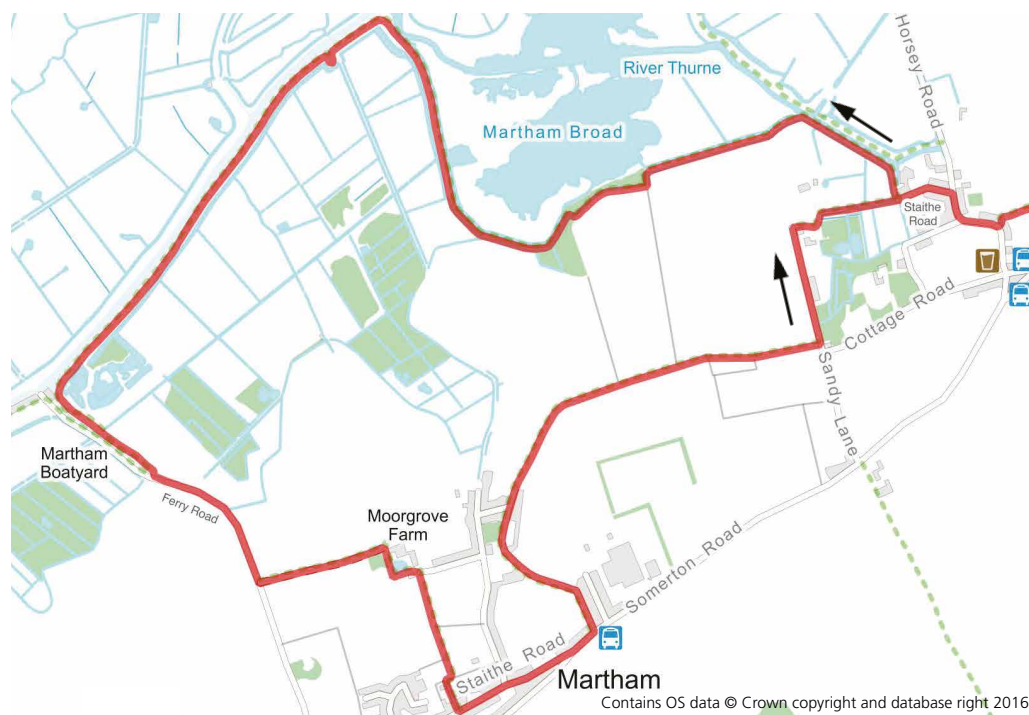 Horsey Road
River Thurne
Martham Broad
Staithe
Road
Cottage Road
Sandy Lane
Martham
Boatyard
Ferry Road
Moorgrove
Farm
Somerton Road
Staithe Road
Martham
Contains OS data © Crown copyright and database right 2016